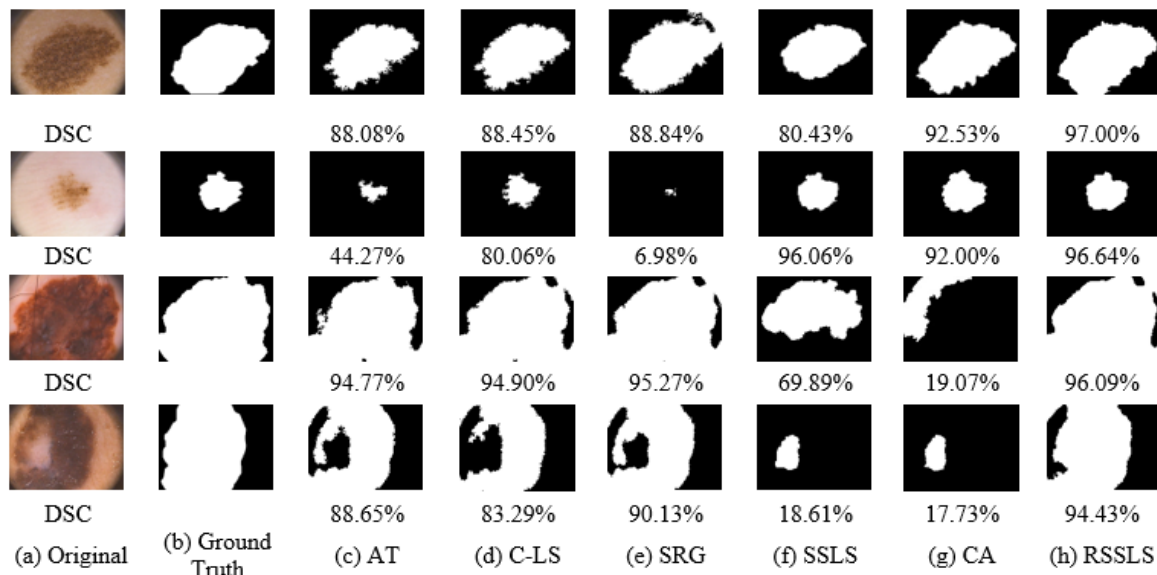 DSC 88.08% 88.45% 88.84% 80.43% 92.53% 97.00%
DSC 44.27% 80.06% 6.98% 96.06% 92.00% 96.64%
DSC 94.77% 94.90% 95.27% 69.89% 19.07% 96.09%
DSC 88.65% 83.29% 90.13% 18.61% 17.73% 94.43%
(a) Original (b) Ground (c) AT (d) C-LS (e) SRG (f) SSLS (g) CA (h) RSSLS
Truth